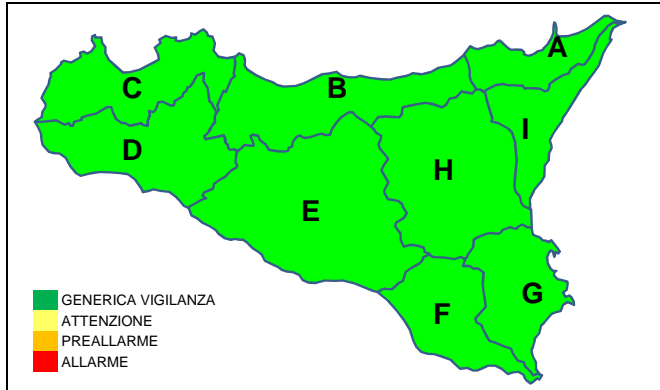 A
B
C
I
D
H
E
G
F
GENERICA VIGILANZA
ATTENZIONE
PREALLARME
ALLARME